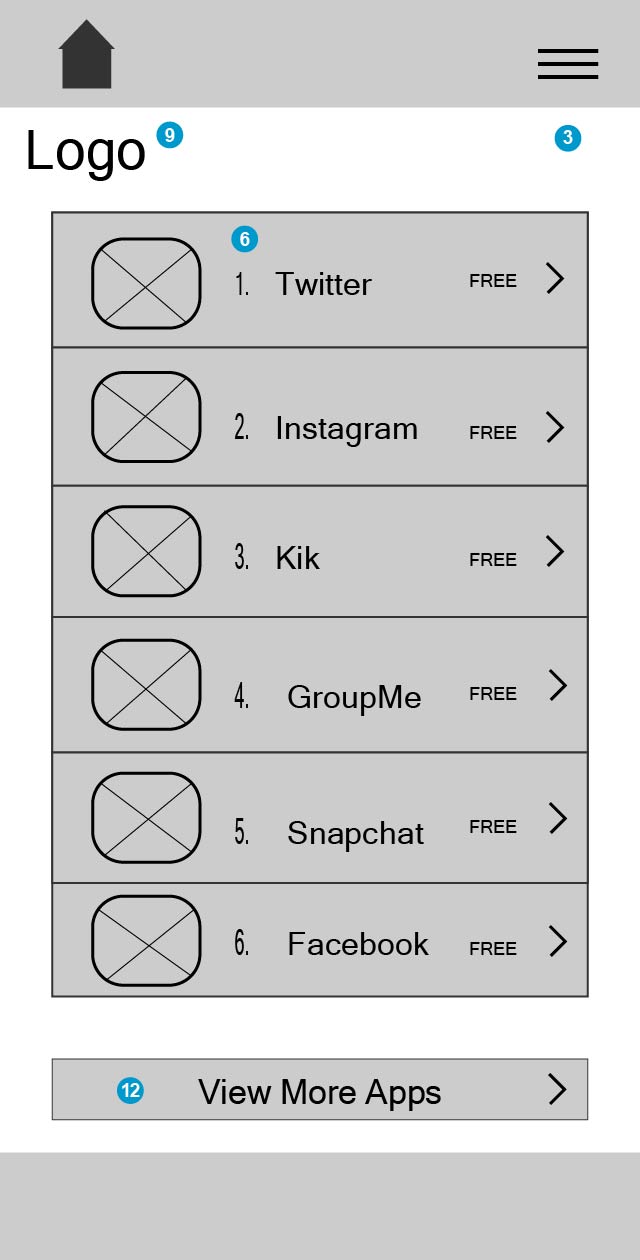 Logo 9 3
6
1. Twitter FREE
2. Instagram FREE
3. Kik FREE
4. GroupMe FREE
5. Snapchat FREE
6. Facebook FREE
12 View More Apps